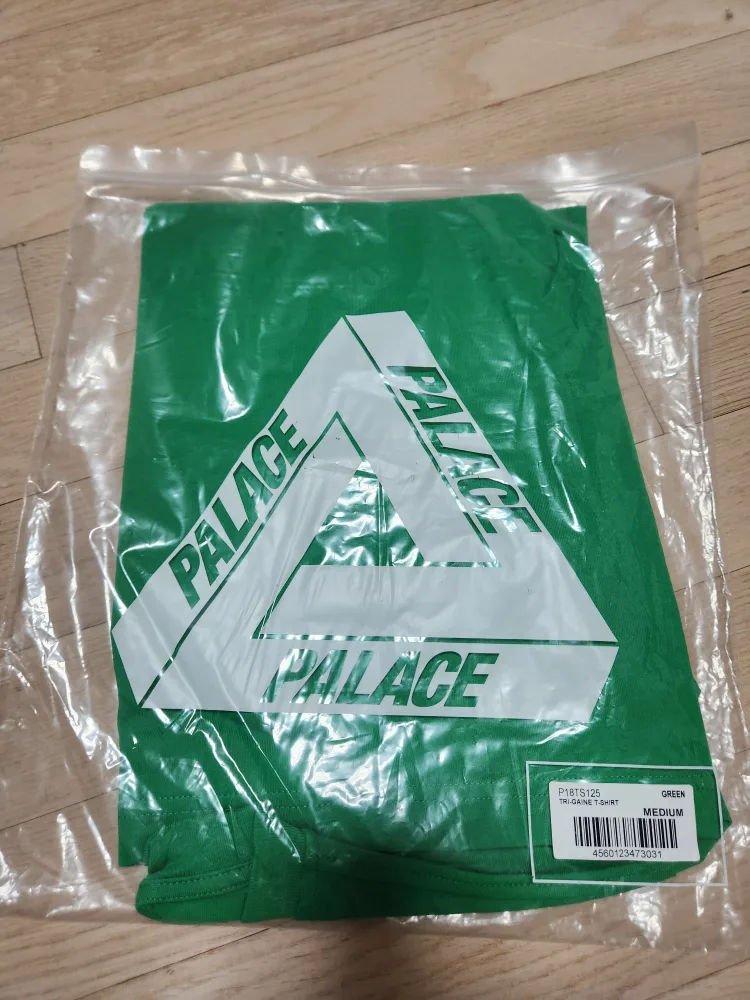 PALACE
PALACE
PALACE
P18TS125 GREEN
TRI-GAINE T-SHIRT
MEDIUM
4560123473031